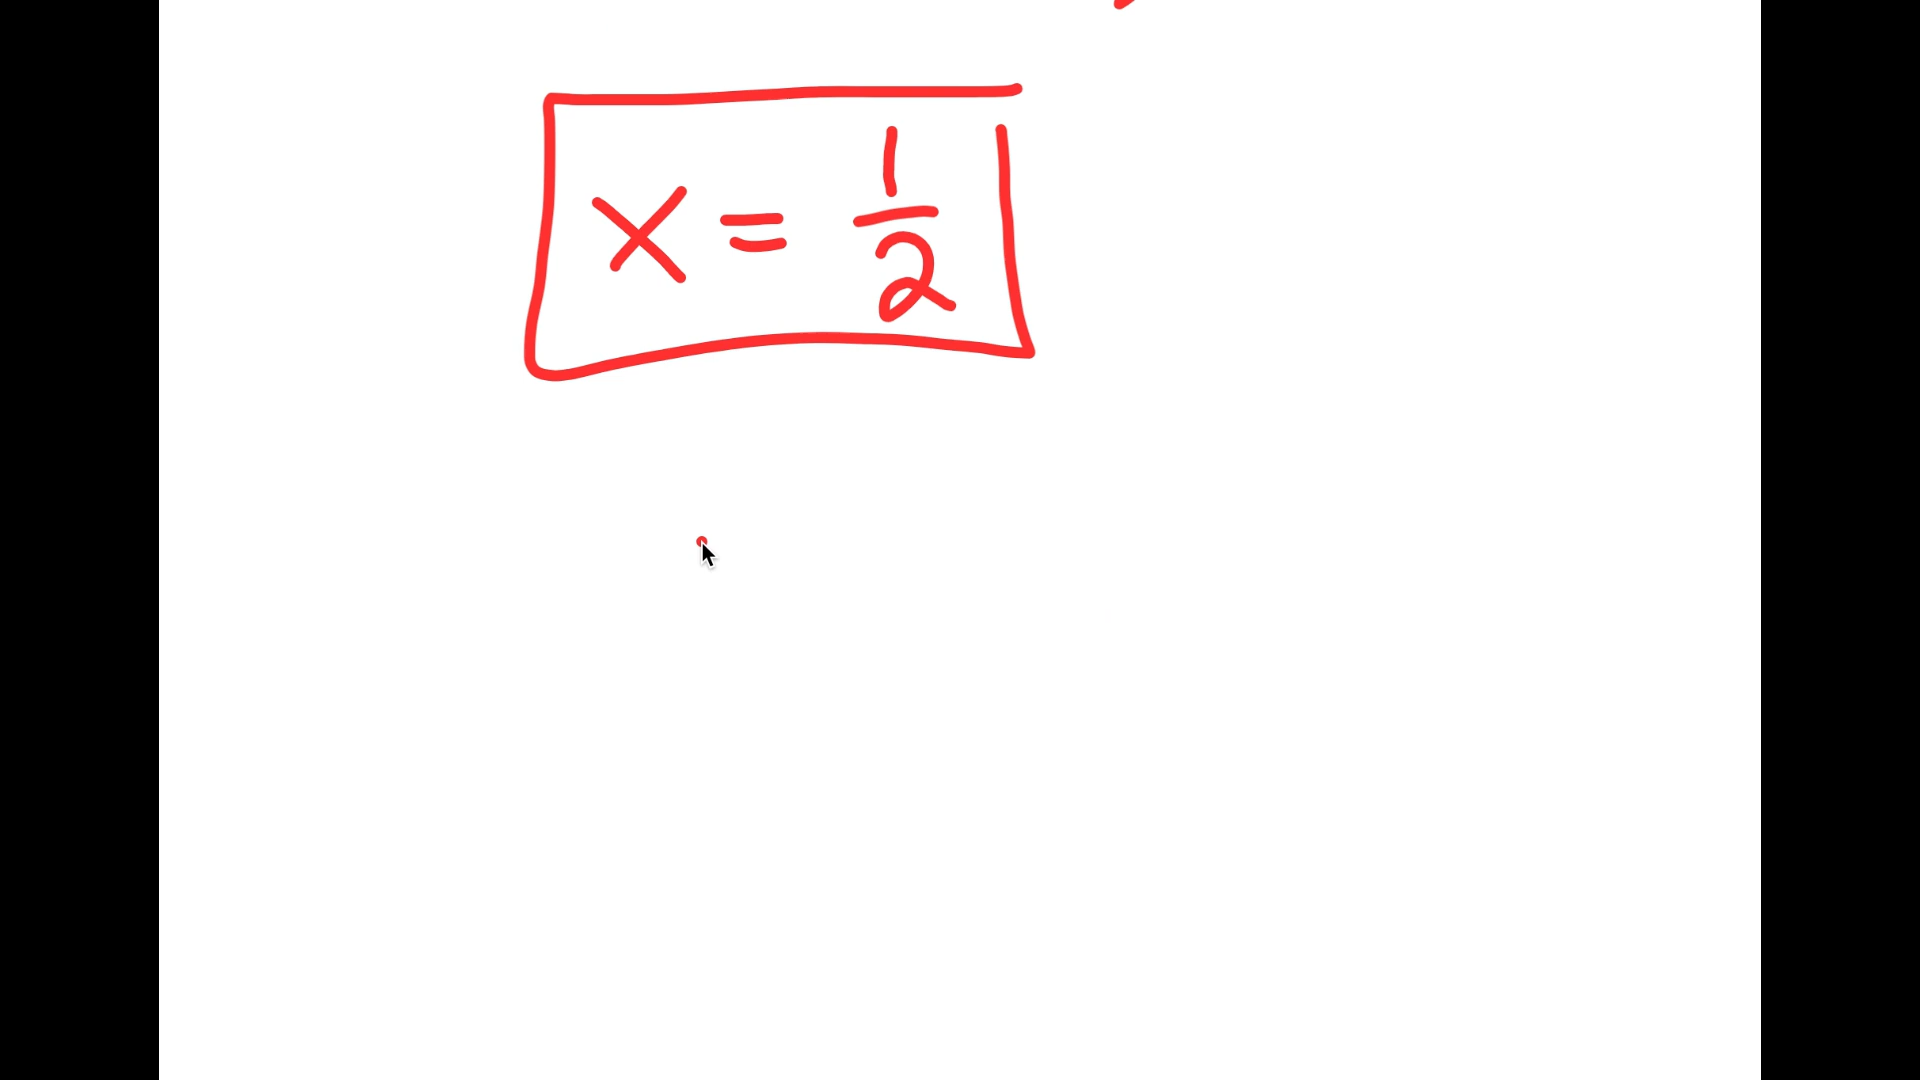 x = 1/2